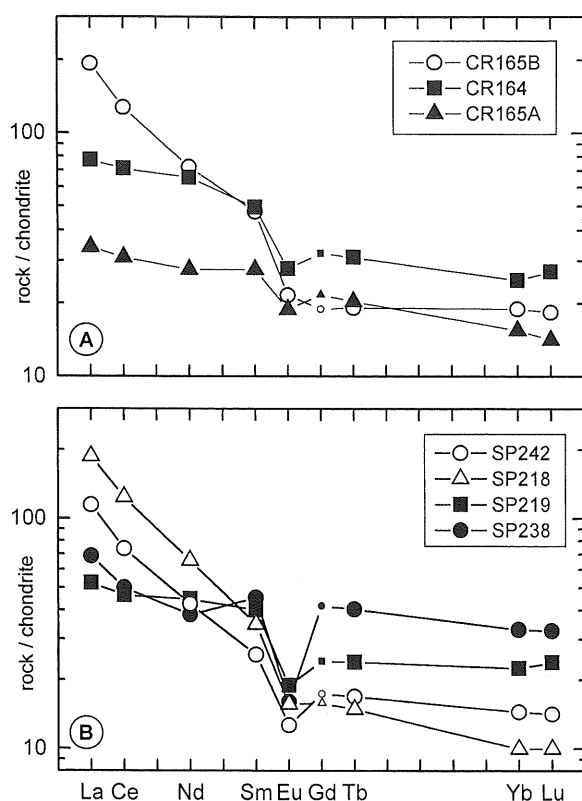 CR165B
CR164
CR165A
100
rock / chondrite
A
10
SP242
SP218
SP219
SP238
100
rock / chondrite
B
10
La Ce Nd Sm Eu Gd Tb Yb Lu